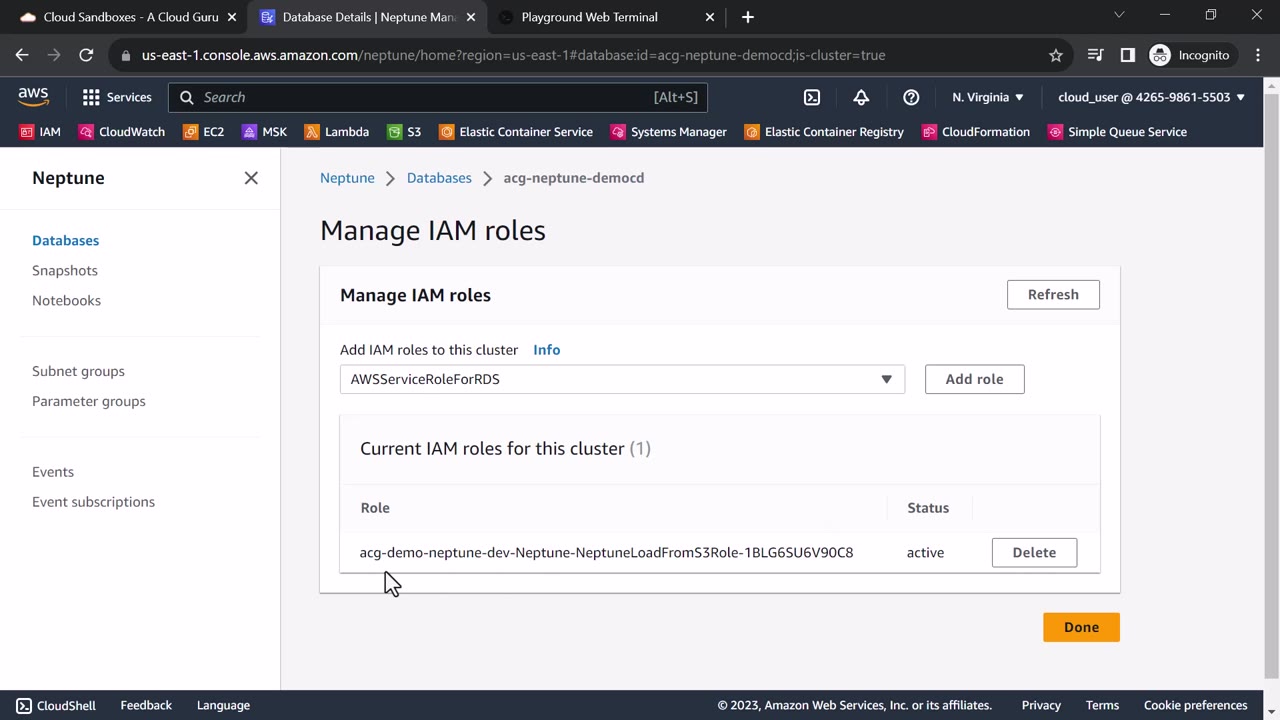 Cloud Sandboxes - A Cloud Guru
Database Details | Neptune Mana
Playground Web Terminal
us-east-1.console.aws.amazon.com/neptune/home?region=us-east-1#database:id=acg-neptune-democd;is-cluster=true
Incognito
aws
Services
Search
[Alt+S]
N. Virginia
cloud_user @ 4265-9861-5503
IAM
CloudWatch
EC2
MSK
Lambda
S3
Elastic Container Service
Systems Manager
Elastic Container Registry
CloudFormation
Simple Queue Service
Neptune
Databases
Snapshots
Notebooks
Subnet groups
Parameter groups
Events
Event subscriptions
Neptune
Databases
acg-neptune-democd
Manage IAM roles
Manage IAM roles
Refresh
Add IAM roles to this cluster Info
AWSServiceRoleForRDS
Add role
Current IAM roles for this cluster (1)
Role
Status
acg-demo-neptune-dev-Neptune-NeptuneLoadFromS3Role-1BLG6SU6V90C8
active
Delete
Done
CloudShell
Feedback
Language
© 2023, Amazon Web Services, Inc. or its affiliates.
Privacy
Terms
Cookie preferences